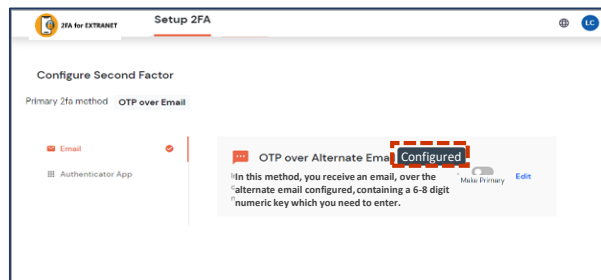 2FA for EXTRANET
Setup 2FA
LC
Configure Second Factor
Primary 2fa method OTP over Email
Email
OTP over Alternate Ema Configured
Authenticator App
In this method, you receive an email, over the
alternate email configured, containing a 6-8 digit
numeric key which you need to enter.
Make Primary
Edit